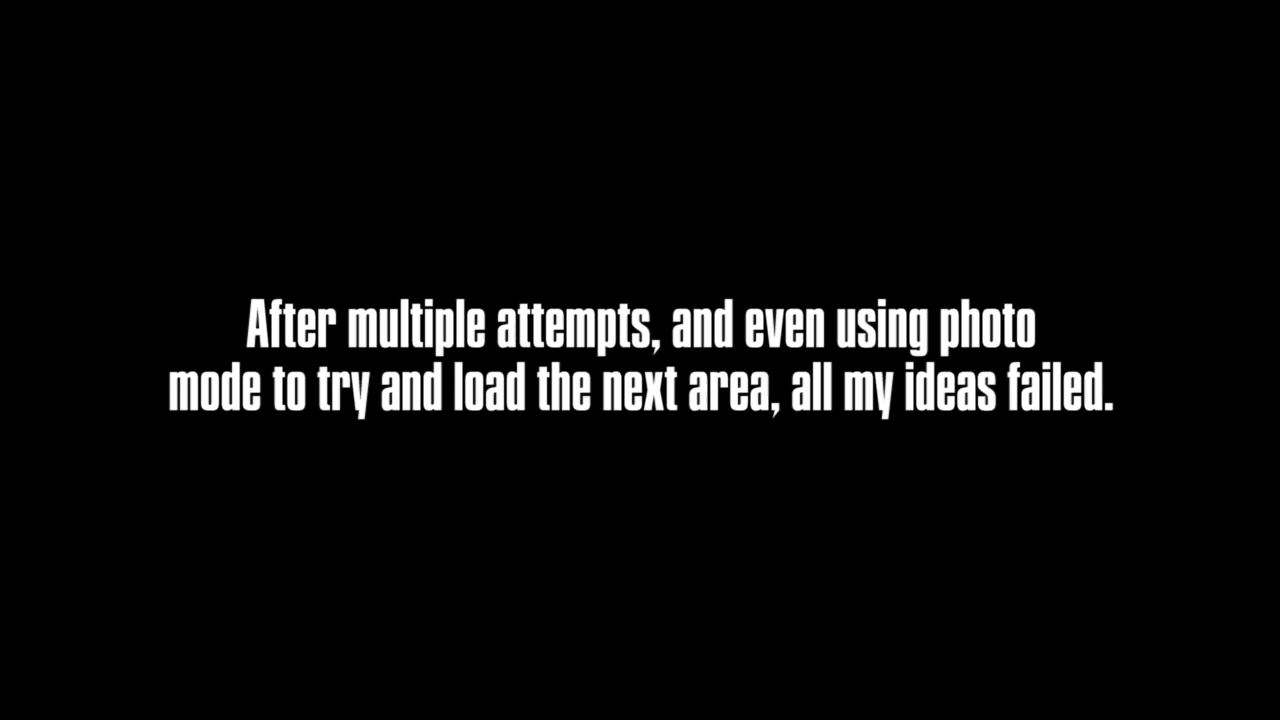 After multiple attempts, and even using photo
mode to try and load the next area, all my ideas failed.